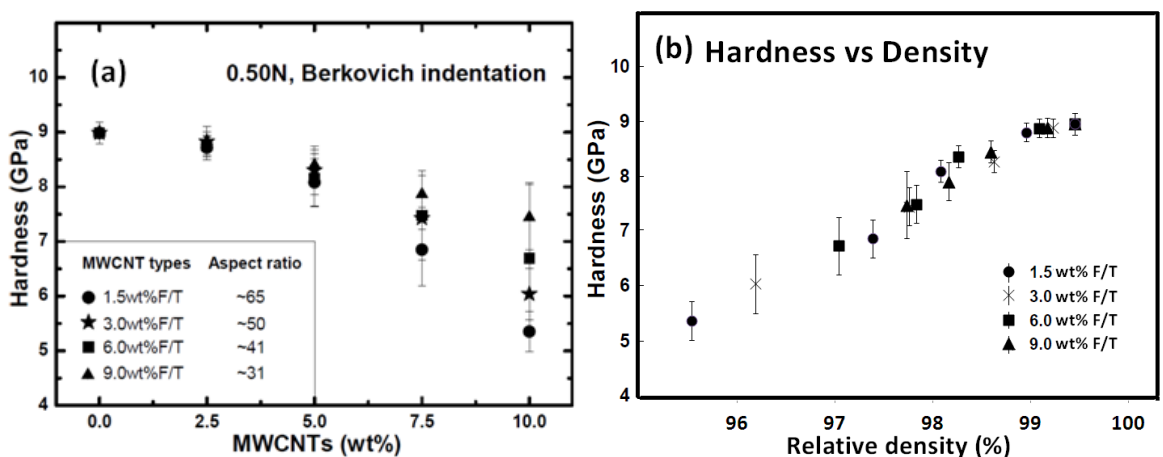 (a) 0.50N, Berkovich indentation
Hardness (GPa)
10
9
8
7
6
5
4
MWCNT types Aspect ratio
1.5wt%F/T ~65
3.0wt%F/T ~50
6.0wt%F/T ~41
9.0wt%F/T ~31
0.0 2.5 5.0 7.5 10.0
MWCNTs (wt%)
(b) Hardness vs Density
Hardness (GPa)
10
9
8
7
6
5
4
1.5 wt% F/T
3.0 wt% F/T
6.0 wt% F/T
9.0 wt% F/T
96 97 98 99 100
Relative density (%)